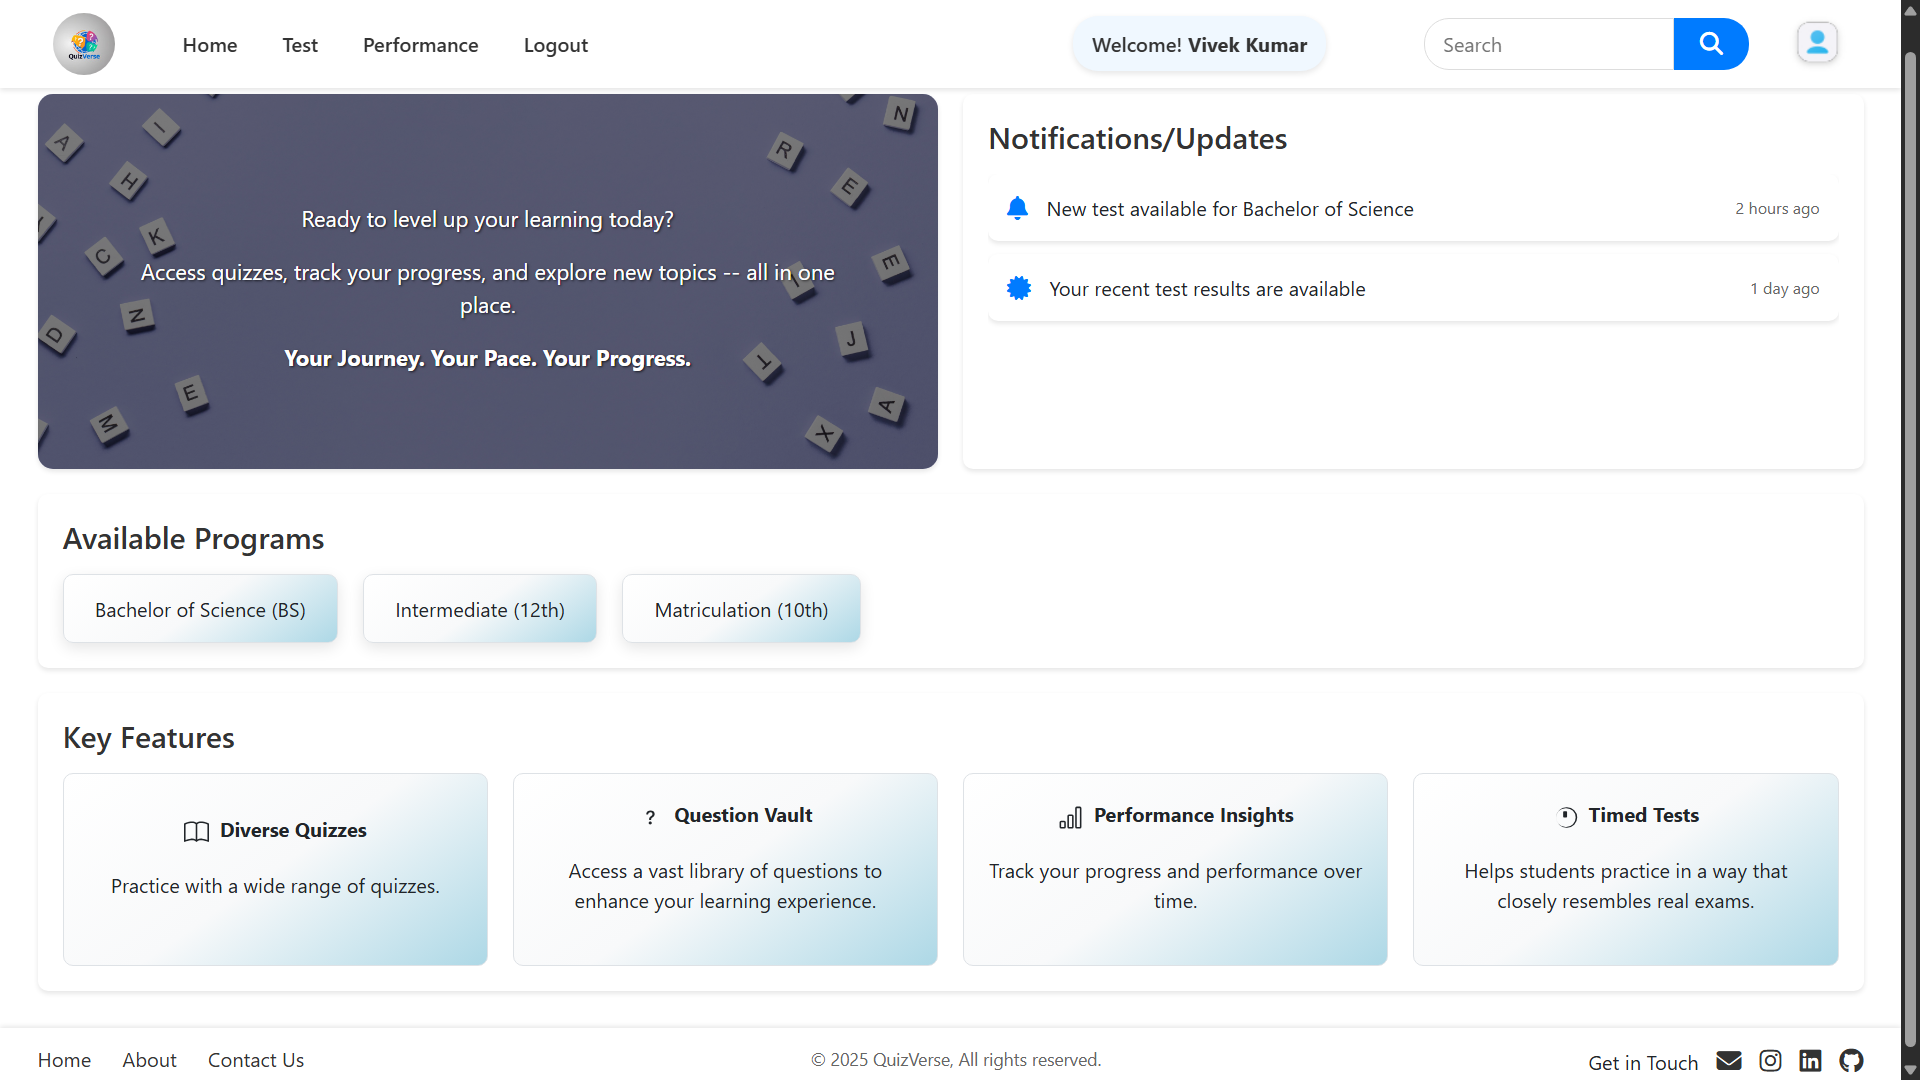 QuizVerse
Home
Test
Performance
Logout
Welcome! Vivek Kumar
Search
A
I
H
K
C
N
D
E
M
N
R
E
E
I
J
T
A
X
Ready to level up your learning today?
Access quizzes, track your progress, and explore new topics -- all in one
place.
Your Journey. Your Pace. Your Progress.
Notifications/Updates
New test available for Bachelor of Science
2 hours ago
Your recent test results are available
1 day ago
Available Programs
Bachelor of Science (BS)
Intermediate (12th)
Matriculation (10th)
Key Features
Diverse Quizzes
Practice with a wide range of quizzes.
? Question Vault
Access a vast library of questions to
enhance your learning experience.
Performance Insights
Track your progress and performance over
time.
Timed Tests
Helps students practice in a way that
closely resembles real exams.
Home
About
Contact Us
© 2025 QuizVerse, All rights reserved.
Get in Touch